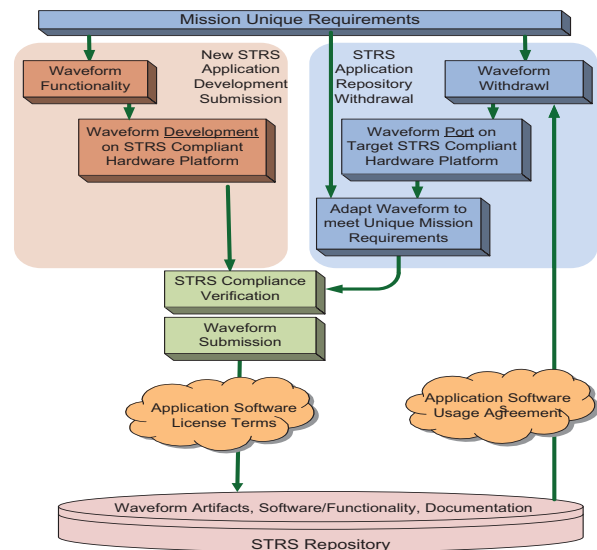 Mission Unique Requirements
New STRS
Application
Development
Submission
STRS
Application
Repository
Withdrawal
Waveform
Functionality
Waveform
Withdrawl
Waveform Development
on STRS Compliant
Hardware Platform
Waveform Port on
Target STRS Compliant
Hardware Platform
Adapt Waveform to
meet Unique Mission
Requirements
STRS Compliance
Verification
Waveform
Submission
Application Software
License Terms
Application Software
Usage Agreements
Waveform Artifacts, Software/Functionality, Documentation
STRS Repository